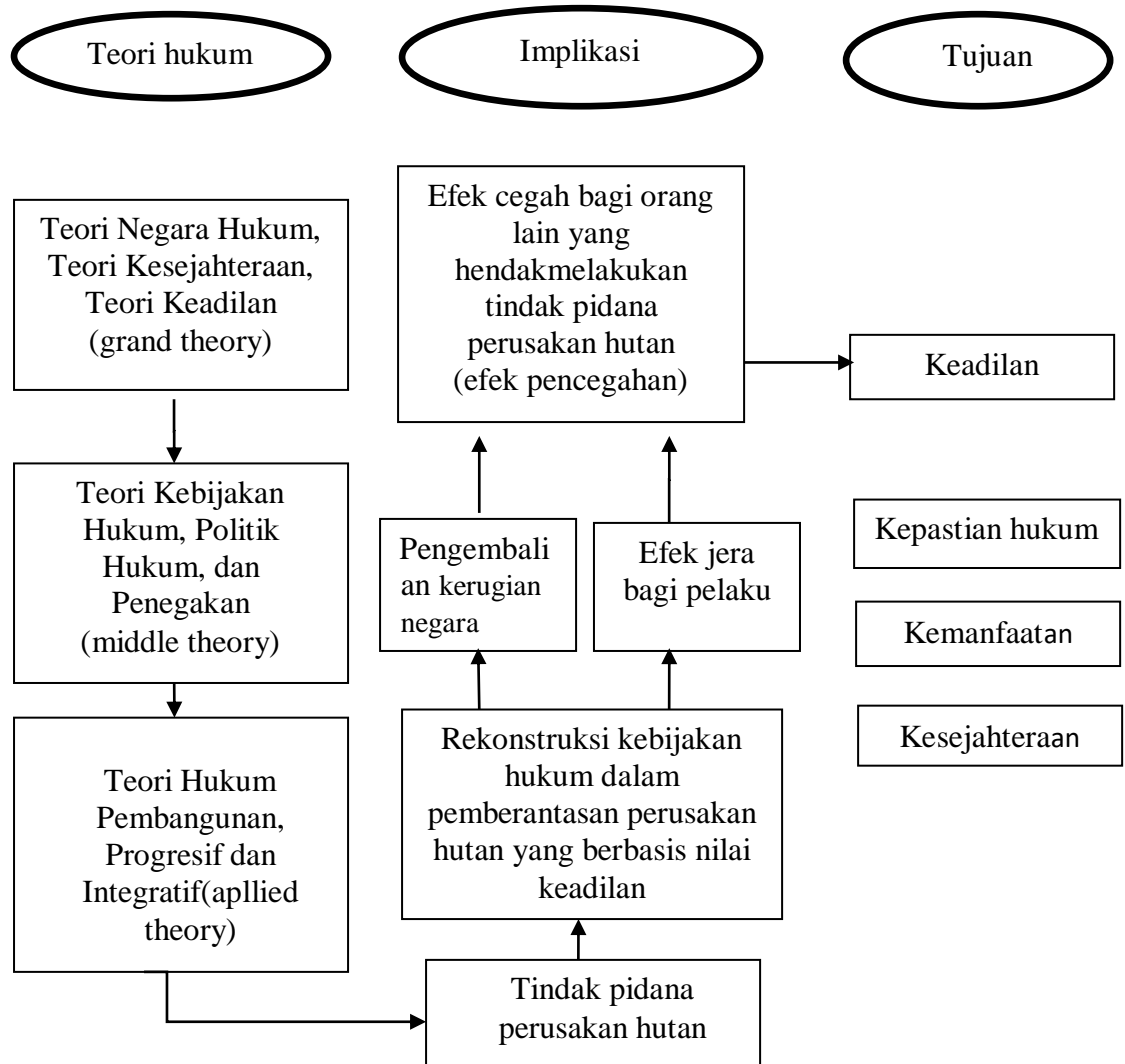 Teori hukum
Implikasi
Tujuan
Teori Negara Hukum,
Teori Kesejahteraan,
Teori Keadilan
(grand theory)
Teori Kebijakan
Hukum, Politik
Hukum, dan
Penegakan
(middle theory)
Teori Hukum
Pembangunan,
Progresif dan
Integratif(apllied
theory)
Efek cegah bagi orang
lain yang
hendakmelakukan
tindak pidana
perusakan hutan
(efek pencegahan)
Pengembali
an kerugian
negara
Efek jera
bagi pelaku
Rekonstruksi kebijakan
hukum dalam
pemberantasan perusakan
hutan yang berbasis nilai
keadilan
Tindak pidana
perusakan hutan
Keadilan
Kepastian hukum
Kemanfaatan
Kesejahteraan